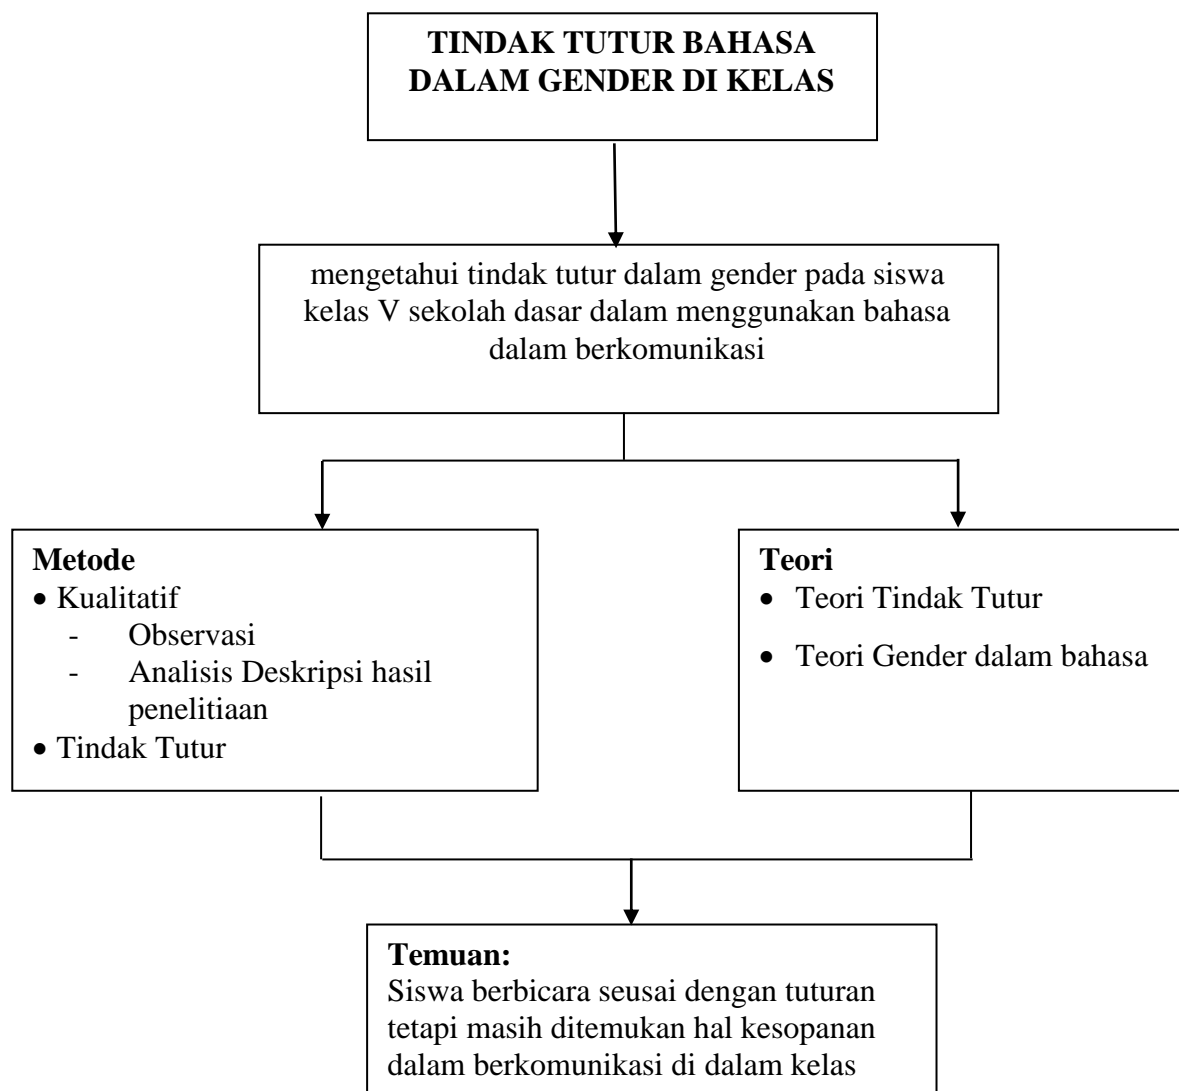 TINDAK TUTUR BAHASA
DALAM GENDER DI KELAS
mengetahui tindak tutur dalam gender pada siswa
kelas V sekolah dasar dalam menggunakan bahasa
dalam berkomunikasi
Metode
• Kualitatif
- Observasi
- Analisis Deskripsi hasil
penelitiaan
• Tindak Tutur
Teori
• Teori Tindak Tutur
• Teori Gender dalam bahasa
Temuan:
Siswa berbicara seusai dengan tuturan
tetapi masih ditemukan hal kesopanan
dalam berkomunikasi di dalam kelas